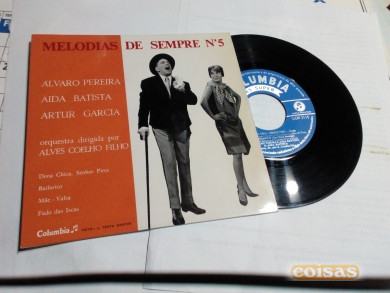 MELODIAS DE SEMPRE Nº5
ALVARO PEREIRA
AIDA BATISTA
ARTUR GARCIA
orquestra dirigida por
ALVES COELHO FILHO
Dona Chica, Senhor Pires
Bailarico
Mãe - Valsa
Fado das Iscas
Columbia
COLUMBIA
coisas